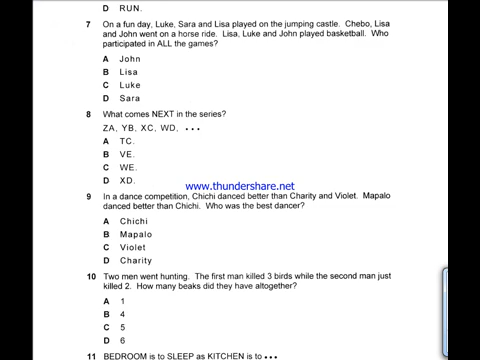 D RUN.
7 On a fun day, Luke, Sara and Lisa played on the jumping castle. Chebo, Lisa
and John went on a horse ride. Lisa, Luke and John played basketball. Who
participated in ALL the games?
A John
B Lisa
C Luke
D Sara
8 What comes NEXT in the series?
ZA, YB, XC, WD, •••
A TC.
B VE.
C WE.
D XD.
www.thundershare.net
9 In a dance competition, Chichi danced better than Charity and Violet. Mapalo
danced better than Chichi. Who was the best dancer?
A Chichi
B Mapalo
C Violet
D Charity
10 Two men went hunting. The first man killed 3 birds while the second man just
killed 2. How many beaks did they have altogether?
A 1
B 4
C 5
D 6
11 BEDROOM is to SLEEP as KITCHEN is to •••